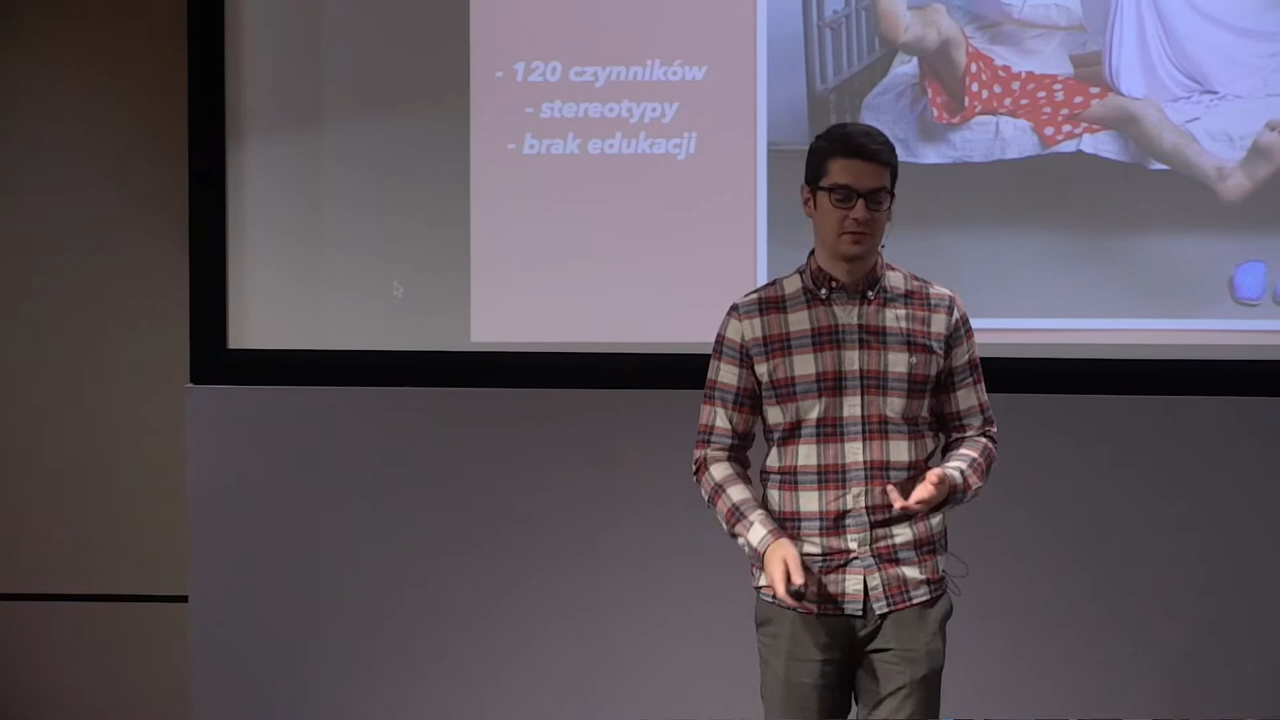 - 120 czynników
- stereotypy
- brak edukacji